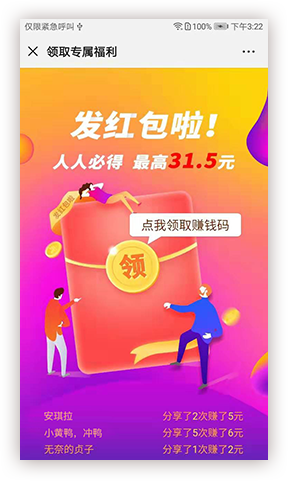 仅限紧急呼叫
100% 下午3:22
× 领取专属福利 ...
发红包啦！
人人必得 最高31.5元
点我领取赚钱码
领
安琪拉 分享了2次赚了5元
小黄鸭，冲鸭 分享了5次赚了6元
无奈的贞子 分享了3次赚了5元